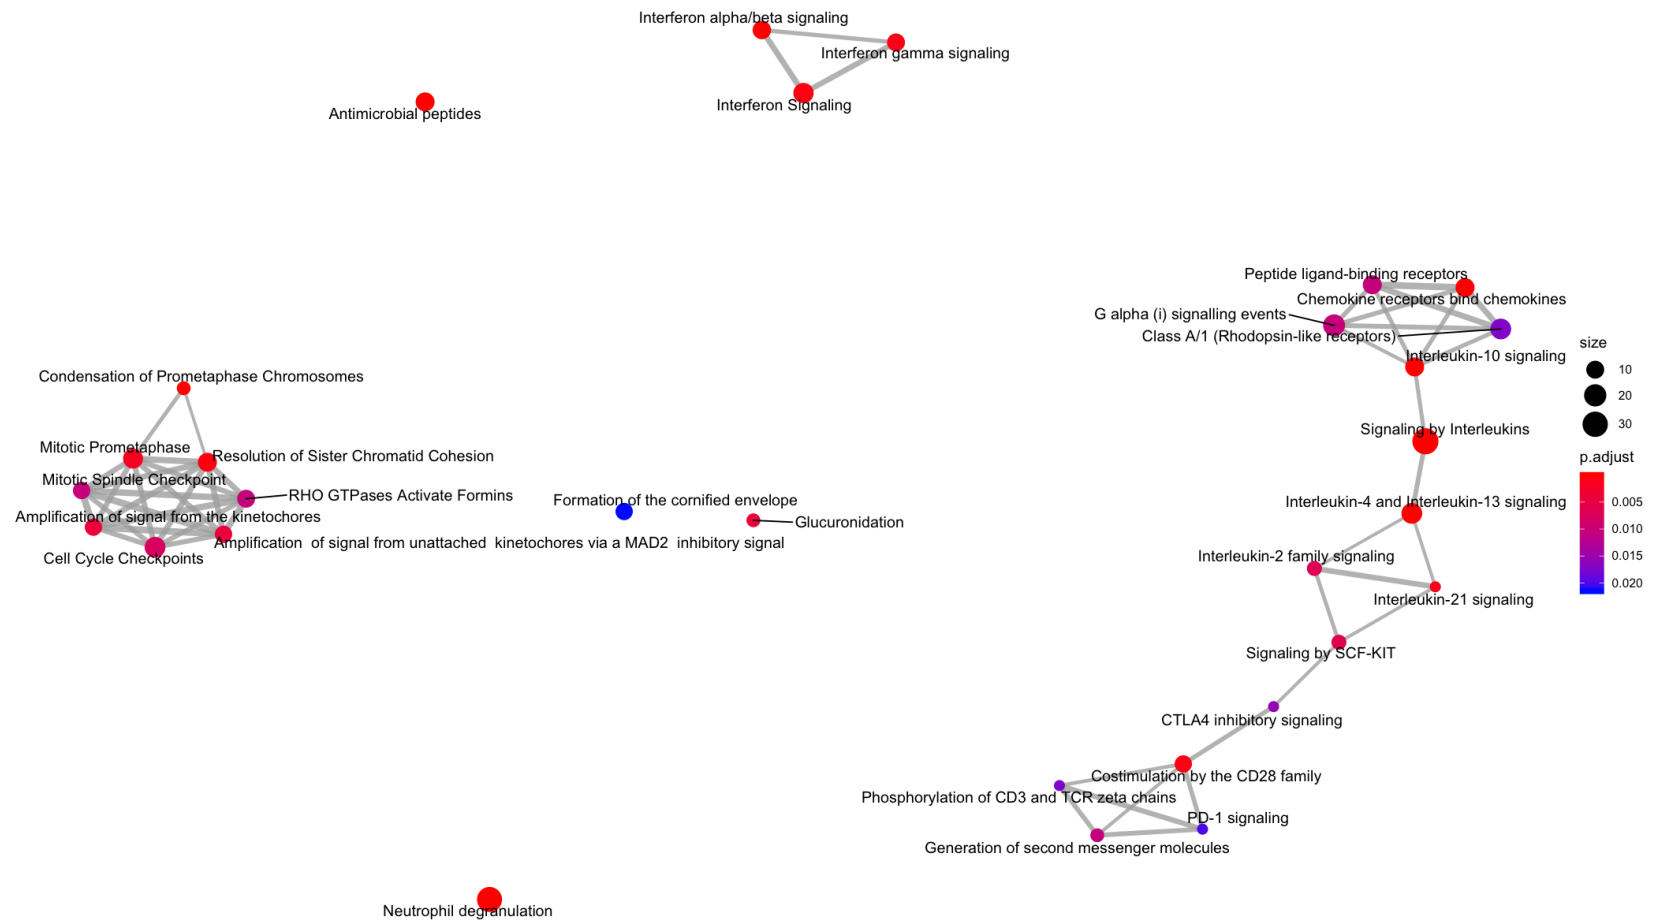 Interferon alpha/beta signaling
Interferon gamma signaling
Interferon Signaling
Antimicrobial peptides
Peptide ligand-binding receptors
Chemokine receptors bind chemokines
G alpha (i) signalling events
Class A/1 (Rhodopsin-like receptors)
Interleukin-10 signaling
Signaling by Interleukins
Interleukin-4 and Interleukin-13 signaling
Interleukin-2 family signaling
Interleukin-21 signaling
Signaling by SCF-KIT
CTLA4 inhibitory signaling
Costimulation by the CD28 family
Phosphorylation of CD3 and TCR zeta chains
PD-1 signaling
Generation of second messenger molecules
Condensation of Prometaphase Chromosomes
Mitotic Prometaphase
Resolution of Sister Chromatid Cohesion
Mitotic Spindle Checkpoint
RHO GTPases Activate Formins
Amplification of signal from the kinetochores
Amplification of signal from unattached kinetochores via a MAD2 inhibitory signal
Cell Cycle Checkpoints
Formation of the cornified envelope
Glucuronidation
Neutrophil degranulation
size
10
20
30
p.adjust
0.005
0.010
0.015
0.020